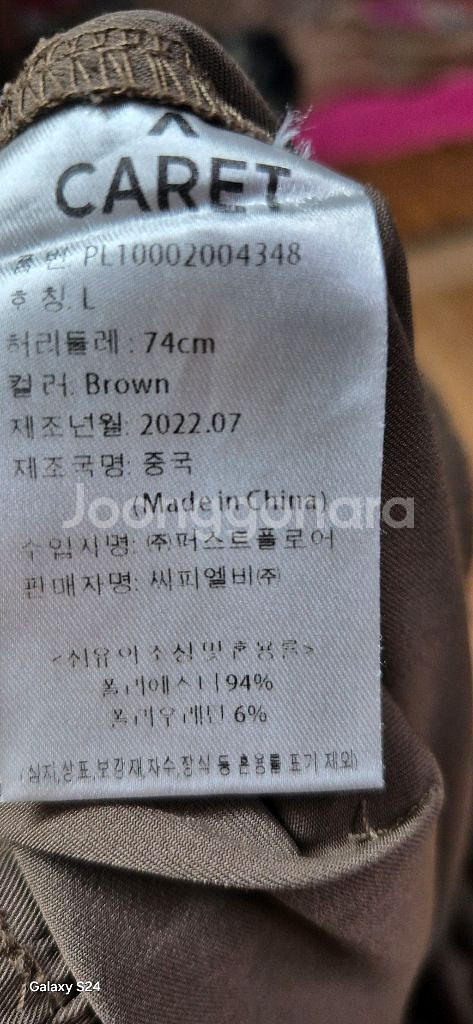 CARET
품번: PL10002004348
호칭: L
허리둘레 : 74cm
컬러: Brown
제조년월: 2022.07
제조국명: 중국
(Made in China)
Joonggonara
수입자명: ㈜퍼스트플로어
판매자명: 씨피엘비㈜
<섬유의 조성 및 혼용률>
폴리에스터 94%
폴리우레탄 6%
(심지,상표,보강재,자수,장식 등 혼용률 표기 제외)
Galaxy S24